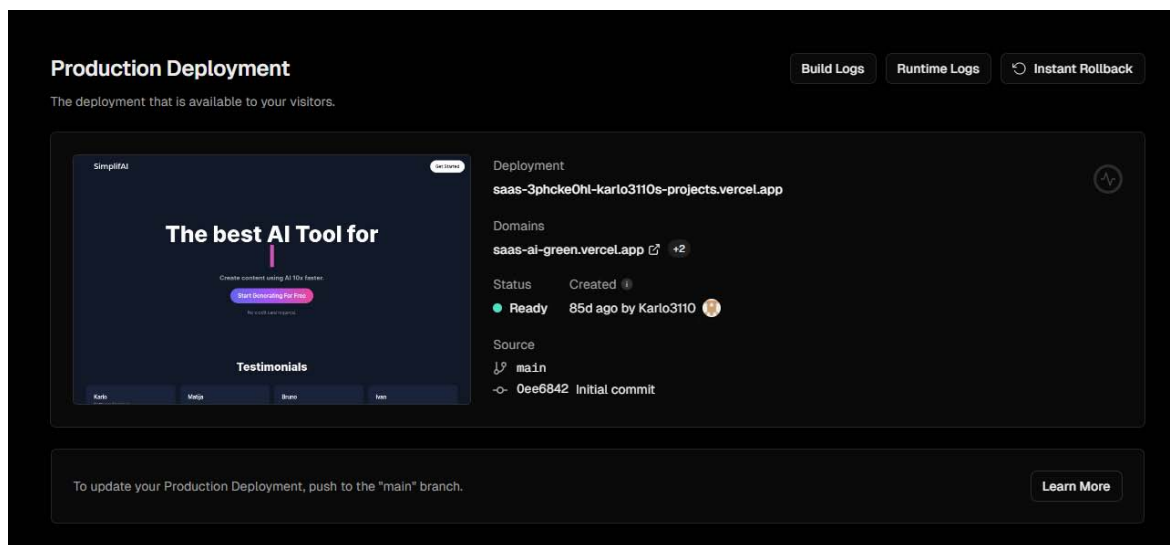 Production Deployment
Build Logs
Runtime Logs
Instant Rollback
The deployment that is available to your visitors.
SimplifAI
Get Started
The best AI Tool for
Create content using AI 10x faster.
Start Generating For Free
No credit card required.
Testimonials
Karlo
Matija
Bruno
Ivan
Deployment
saas-3phcke0hl-karlo3110s-projects.vercel.app
Domains
saas-ai-green.vercel.app +2
Status Created
Ready 85d ago by Karlo3110
Source
main
0ee6842 Initial commit
To update your Production Deployment, push to the "main" branch.
Learn More